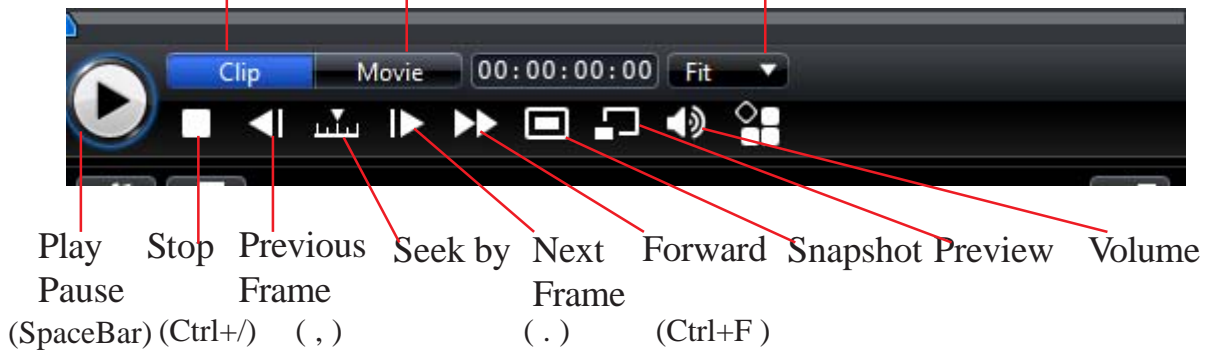 Clip Movie 00:00:00:00 Fit
Play Stop Previous Seek by Next Forward Snapshot Preview Volume
Pause Frame Frame
(SpaceBar) (Ctrl+/) ( , ) ( . ) (Ctrl+F )